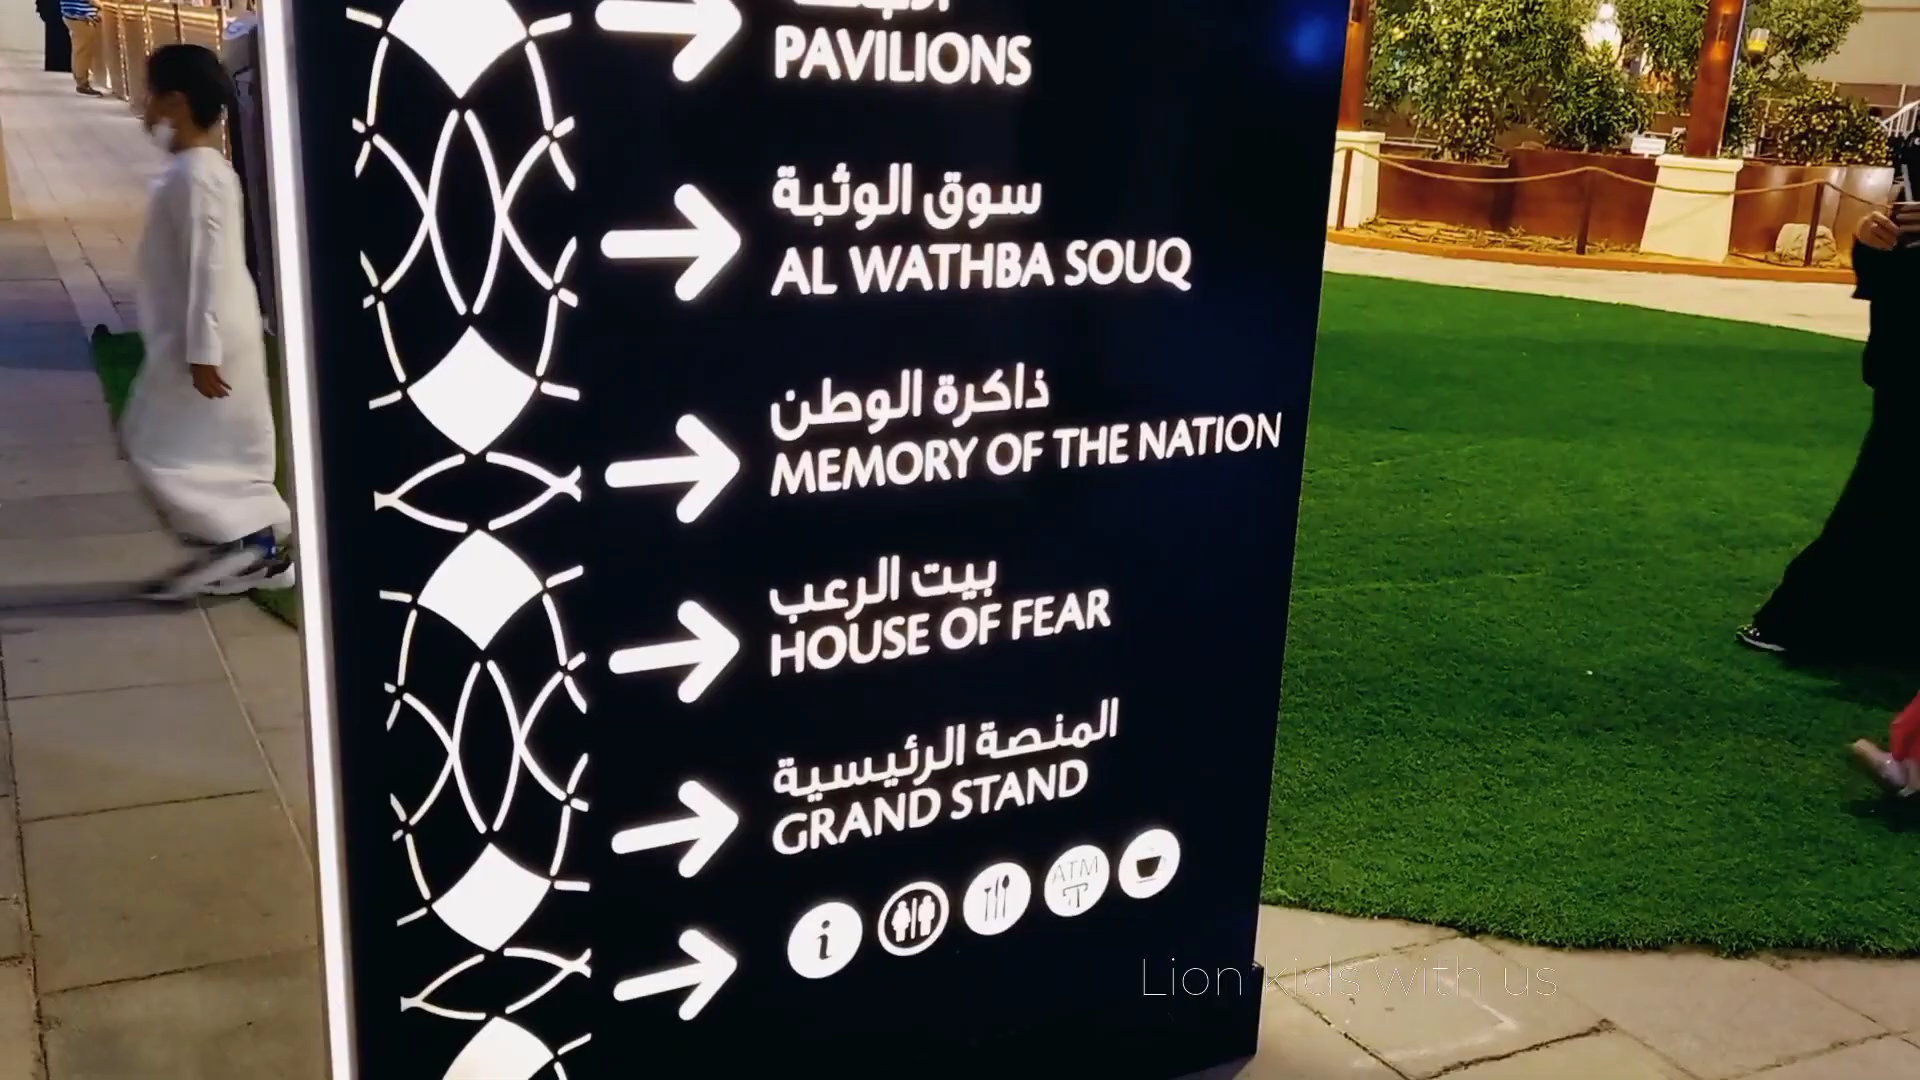 PAVILIONS
سوق الوثبة
AL WATHBA SOUQ
ذاكرة الوطن
MEMORY OF THE NATION
بيت الرعب
HOUSE OF FEAR
المنصة الرئيسية
GRAND STAND
i ATM
Lion kids with us